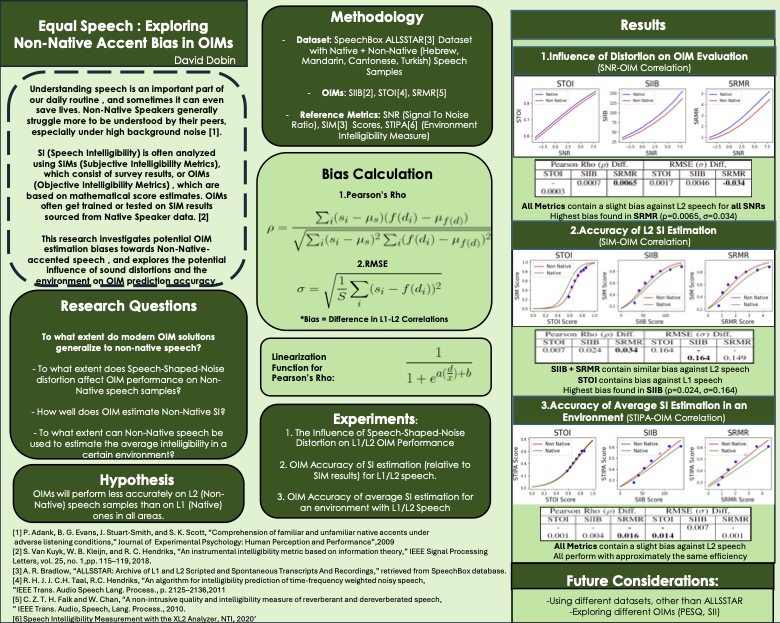 Equal Speech : Exploring
Non-Native Accent Bias in OIMs
David Dobin
Understanding speech is an important part of
our daily routine , and sometimes it can even
save lives. Non-Native Speakers generally
struggle more to be understood by their peers,
especially under high background noise [1].
SI (Speech Intelligibility) is often analyzed
using SIMs (Subjective Intelligibility Metrics),
which consist of survey results, or OIMs
(Objective Intelligibility Metrics) , which are
based on mathematical score estimates. OIMs
often get trained or tested on SIM results
sourced from Native Speaker data. [2]
This research investigates potential OIM
estimation biases towards Non-Native-
accented speech , and explores the potential
influence of sound distortions and the
environment on OIM prediction accuracy.
Research Questions
To what extent do modern OIM solutions
generalize to non-native speech?
- To what extent does Speech-Shaped-Noise
distortion affect OIM performance on Non-
Native speech samples?
- How well does OIM estimate Non-Native SI?
- To what extent can Non-Native speech be
used to estimate the average intelligibility in a
certain environment?
Hypothesis
OIMs will perform less accurately on L2 (Non-
Native) speech samples than on L1 (Native)
ones in all areas.
Methodology
- Dataset: SpeechBox ALLSSTAR[3] Dataset
with Native + Non-Native (Hebrew,
Mandarin, Cantonese, Turkish) Speech
Samples
- OIMs: SIIB[2], STOI[4], SRMR[5]
- Reference Metrics: SNR (Signal To Noise
Ratio), SIM[3] Scores, STIPA[6] (Environment
Intelligibility Measure)
Bias Calculation
1.Pearson's Rho
ρ = Σᵢ(sᵢ − μₛ)(f(dᵢ) − μ_f(d)) / √(Σᵢ(sᵢ − μₛ)² Σᵢ(f(dᵢ) − μ_f(d))²)
2.RMSE
σ = √(1/S Σᵢ(sᵢ − f(dᵢ))²)
*Bias = Difference in L1-L2 Correlations
Linearization
Function for
Pearson's Rho:
1 / (1 + e^(a(d/x)+b))
Experiments:
1. The Influence of Speech-Shaped-Noise
Distortion on L1/L2 OIM Performance
2. OIM Accuracy of SI estimation (relative to
SIM results) for L1/L2 speech.
3. OIM Accuracy of average SI estimation for
an environment with L1/L2 Speech
Results
1.Influence of Distortion on OIM Evaluation
(SNR-OIM Correlation)
STOI SIIB SRMR
Native
Non Native
SNR SNR SNR
Pearson Rho (ρ) Diff. RMSE (σ) Diff.
STOI SIIB SRMR STOI SIIB SRMR
-0.0003 0.0007 0.0065 0.0017 0.0046 -0.034
All Metrics contain a slight bias against L2 speech for all SNRs
Highest bias found in SRMR (p=0.0065, σ=0.034)
2.Accuracy of L2 SI Estimation
(SIM-OIM Correlation)
STOI SIIB SRMR
SIM Score
Non Native
Native
STOI Score SIIB Score SRMR Score
Pearson Rho (ρ) Diff. RMSE (σ) Diff.
STOI SIIB SRMR STOI SIIB SRMR
0.007 0.024 0.034 0.164 -0.164 -0.149
SIIB + SRMR contain similar bias against L2 speech
STOI contains bias against L1 speech
Highest bias found in SIIB (p=0.024, σ=0.164)
3.Accuracy of Average SI Estimation in an
Environment (STIPA-OIM Correlation)
STOI SIIB SRMR
STIPA Score
Non Native
Native
STOI Score SIIB Score SRMR Score
Pearson Rho (ρ) Diff. RMSE (σ) Diff.
STOI SIIB SRMR STOI SIIB SRMR
-0.001 0.004 0.016 0.014 0.007 -0.001
All Metrics contain a slight bias against L2 speech
All perform with approximately the same efficiency
Future Considerations:
-Using different datasets, other than ALLSSTAR
-Exploring different OIMs (PESQ, SII)
[1] P. Adank, B. G. Evans, J. Stuart-Smith, and S. K. Scott, "Comprehension of familiar and unfamiliar native accents under
adverse listening conditions," Journal of Experimental Psychology: Human Perception and Performance",2009
[2] S. Van Kuyk, W. B. Kleijn, and R. C. Hendriks, "An instrumental intelligibility metric based on information theory," IEEE Signal Processing
Letters, vol. 25, no. 1,pp. 115–119, 2018.
[3] A. R. Bradlow, "ALLSSTAR: Archive of L1 and L2 Scripted and Spontaneous Transcripts And Recordings," retrieved from SpeechBox database.
[4] R. H. J. J. C.H. Taal, R.C. Hendriks, "An algorithm for intelligibility prediction of time-frequency weighted noisy speech,
"IEEE Trans. Audio Speech Lang. Process., p. 2125–2136,2011
[5] C. Z. T. H. Falk and W. Chan, "A non-intrusive quality and intelligibility measure of reverberant and dereverberated speech,
" IEEE Trans. Audio, Speech, Lang. Process., 2010.
[6] Speech Intelligibility Measurement with the XL2 Analyzer, NTI, 2020"